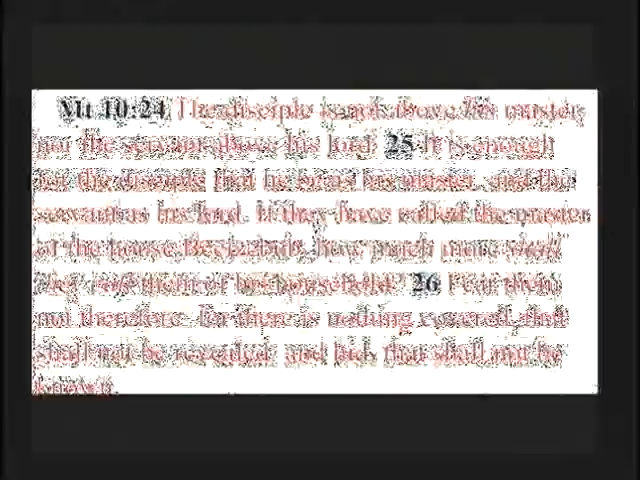 Mt 10:24 The disciple is not above his master,
nor the servant above his lord. 25 It is enough
for the disciple that he be as his master, and the
servant as his lord. If they have called the master
of the house Beelzebub, how much more shall
they call them of his household? 26 Fear them
not therefore: for there is nothing covered, that
shall not be revealed; and hid, that shall not be
known.